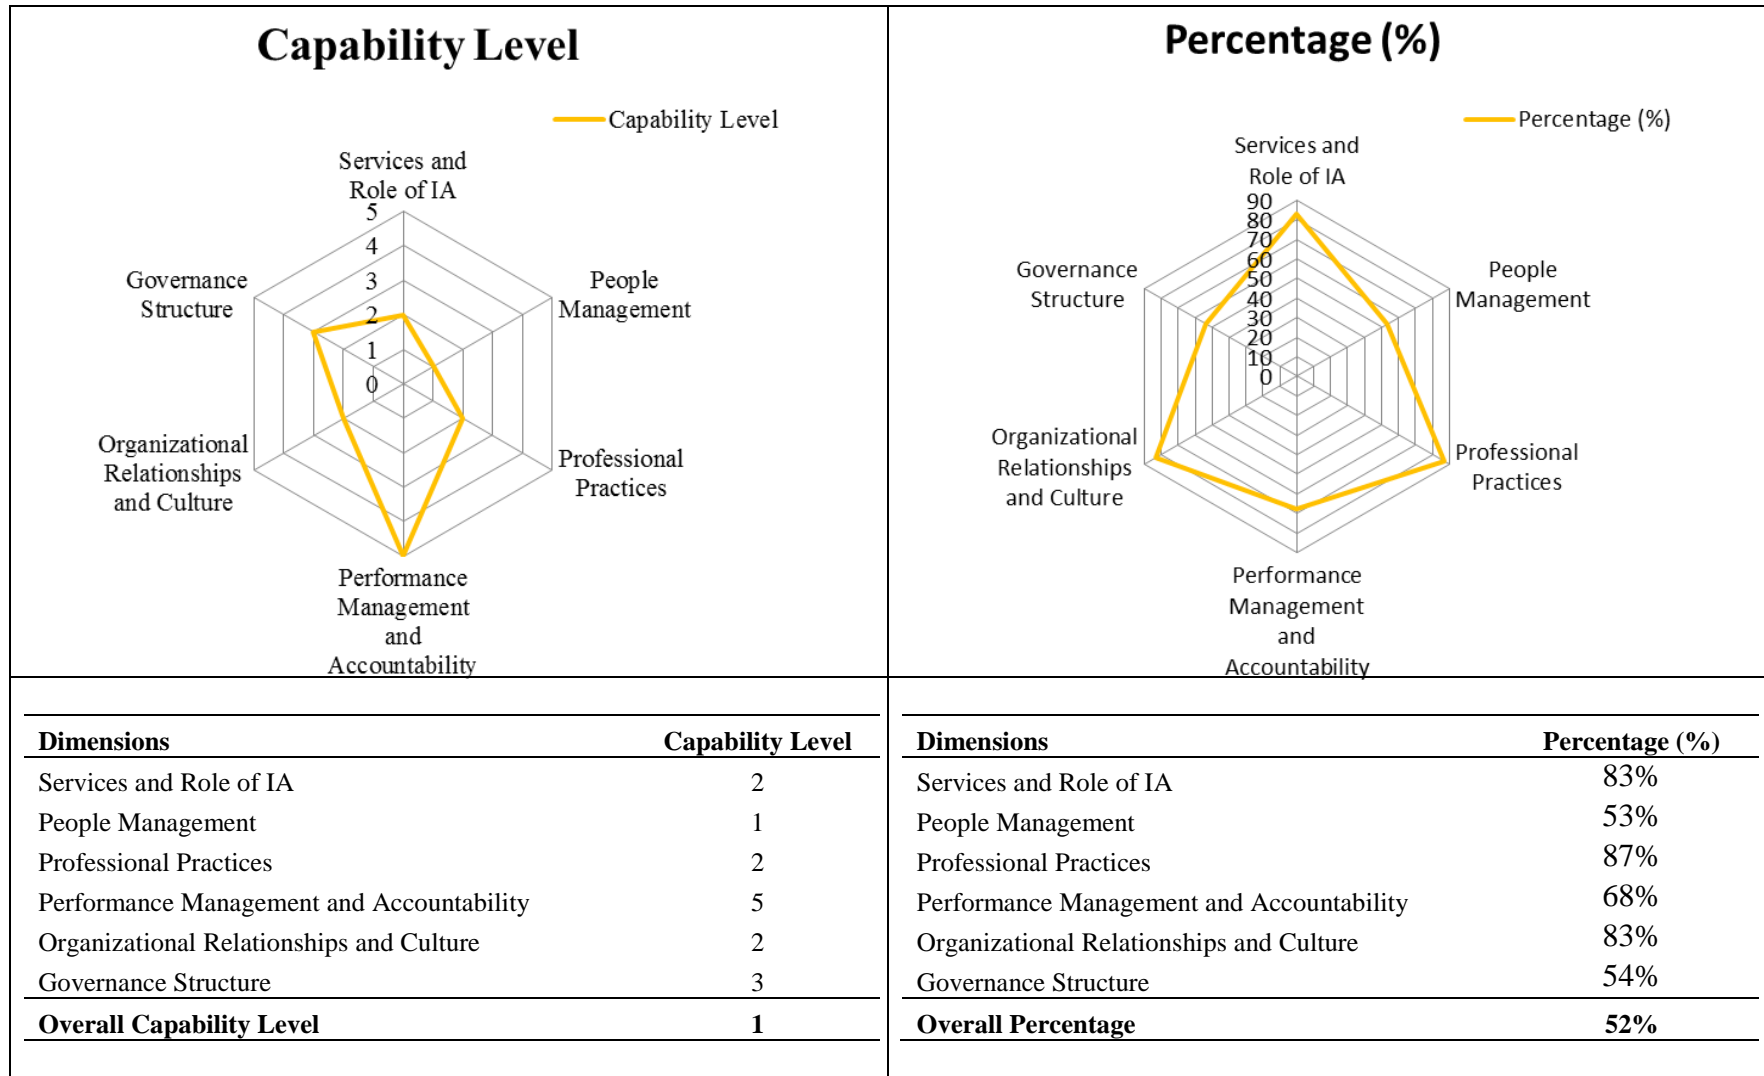 Capability Level
Capability Level
Services and
Role of IA
5
4
3
2
1
0
People
Management
Professional
Practices
Performance
Management
and
Accountability
Organizational
Relationships
and Culture
Governance
Structure
Percentage (%)
Percentage (%)
Services and
Role of IA
90
80
70
60
50
40
30
20
10
0
People
Management
Professional
Practices
Performance
Management
and
Accountability
Organizational
Relationships
and Culture
Governance
Structure
Dimensions Capability Level
Services and Role of IA 2
People Management 1
Professional Practices 2
Performance Management and Accountability 5
Organizational Relationships and Culture 2
Governance Structure 3
Overall Capability Level 1
Dimensions Percentage (%)
Services and Role of IA 83%
People Management 53%
Professional Practices 87%
Performance Management and Accountability 68%
Organizational Relationships and Culture 83%
Governance Structure 54%
Overall Percentage 52%